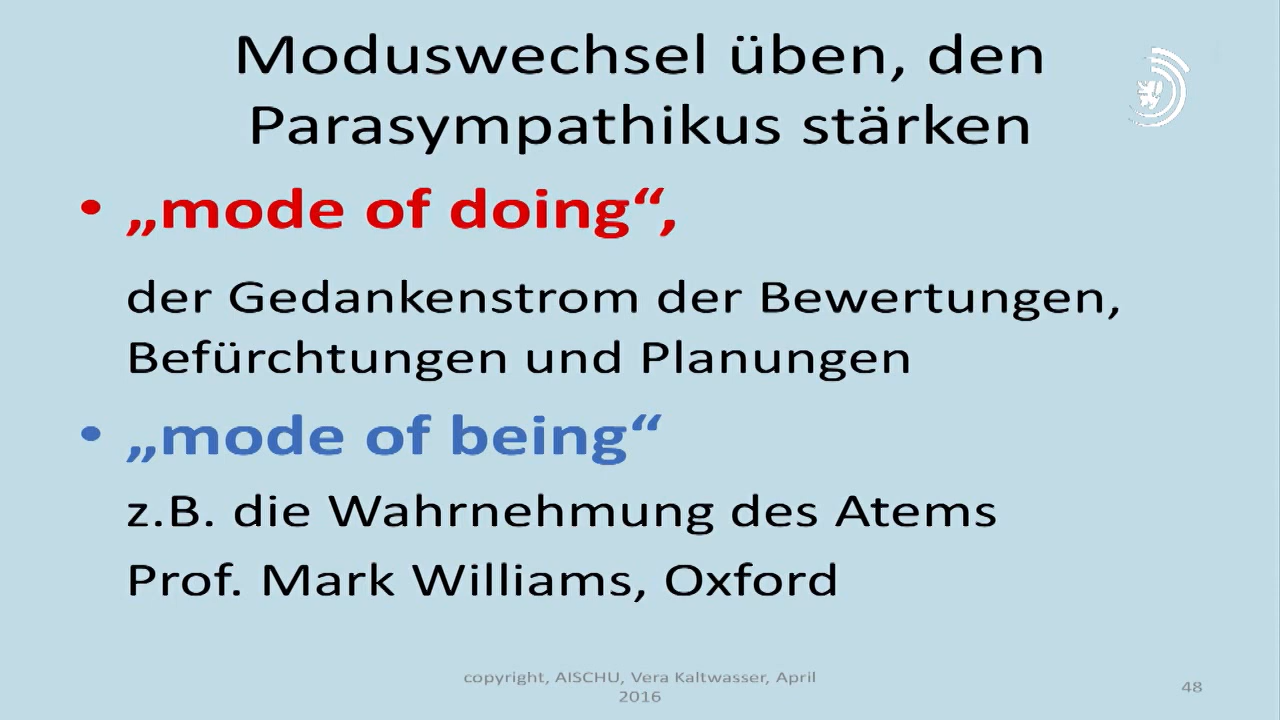 Moduswechsel üben, den
Parasympathikus stärken
• „mode of doing“,
der Gedankenstrom der Bewertungen,
Befürchtungen und Planungen
• „mode of being“
z.B. die Wahrnehmung des Atems
Prof. Mark Williams, Oxford
copyright, AISCHU, Vera Kaltwasser, April
2016
48